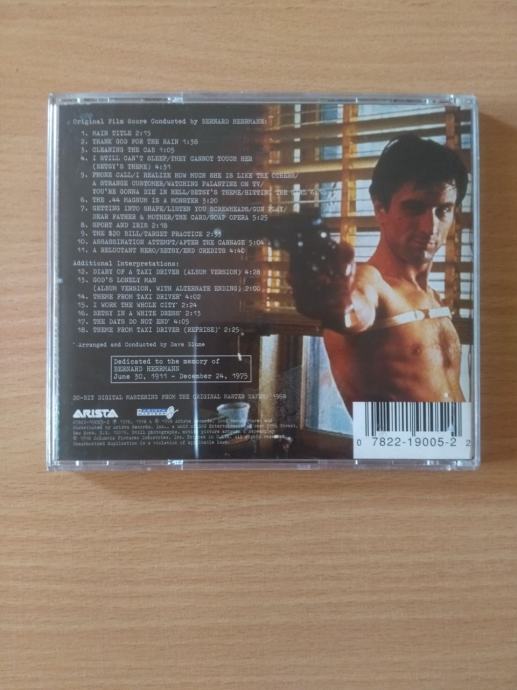 Original Film Score Conducted by BERNARD HERRMANN:
1. MAIN TITLE 2:15
2. THANK GOD FOR THE RAIN 1:38
3. CLEANING THE CAB 1:05
4. I STILL CAN'T SLEEP/THEY CANNOT TOUCH HER
(BETSY'S THEME) 4:31
5. PHONE CALL/I REALIZE HOW MUCH SHE IS LIKE THE OTHERS/
A STRANGE CUSTOMER/WATCHING PALANTINE ON TV/
YOU'RE GONNA DIE IN HELL/BETSY'S THEME/HITTING THE
6. THE .44 MAGNUM IS A MONSTER 3:20
7. GETTING INTO SHAPE/LISTEN YOU SCREWHEADS/GUN PLAY/
DEAR FATHER & MOTHER/THE CARD/SOAP OPERA 5:25
8. SPORT AND IRIS 2:18
9. THE $20 BILL/TARGET PRACTICE 2:33
10. ASSASSINATION ATTEMPT/AFTER THE CARNAGE 5:04
11. A RELUCTANT HERO/BETSY/END CREDITS 4:40
Additional Interpretations:
12. DIARY OF A TAXI DRIVER (ALBUM VERSION) 4:28
13. GOD'S LONELY MAN
(ALBUM VERSION, WITH ALTERNATE ENDING) 2:00
14. THEME FROM TAXI DRIVER* 4:02
15. I WORK THE WHOLE CITY* 2:24
16. BETSY IN A WHITE DRESS* 2:13
17. THE DAYS DO NOT END* 4:05
18. THEME FROM TAXI DRIVER (REPRISE)* 2:25
* Arranged and Conducted by Dave Blume
Dedicated to the memory of
BERNARD HERRMANN
June 30, 1911 - December 24, 1975
20-BIT DIGITAL MASTERING FROM THE ORIGINAL MASTER TAPES
ARISTA
Unauthorized duplication is a violation of applicable laws.
0 7822-19005-2 2